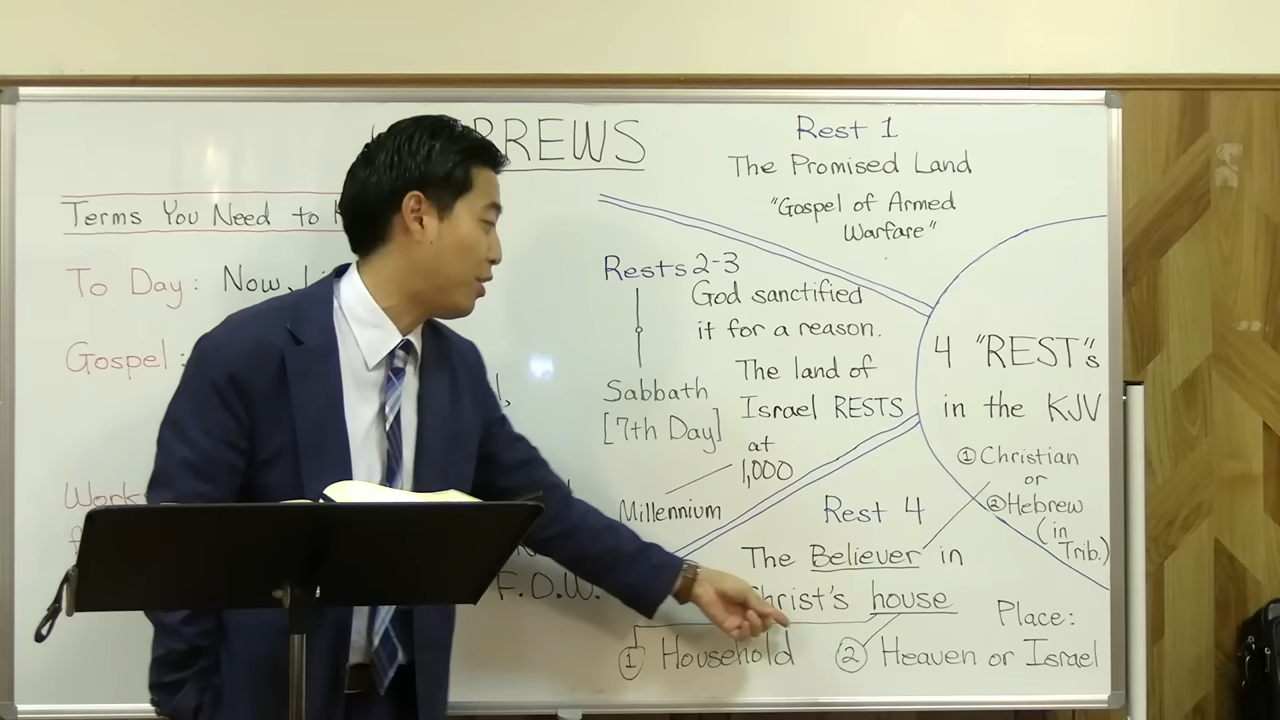 BREWS
Terms You Need to
To Day: Now,
Gospel:
F.O.W.
Rest 1
The Promised Land
"Gospel of Armed
Warfare"
Rests 2-3
God sanctified
it for a reason.
Sabbath
[7th Day]
The land of
Israel RESTS
at
1,000
Millennium
4 "REST"s
in the KJV
① Christian
or
② Hebrew
(in
Trib.)
Rest 4
The Believer in
Christ's house
① Household
Place:
② Heaven or Israel